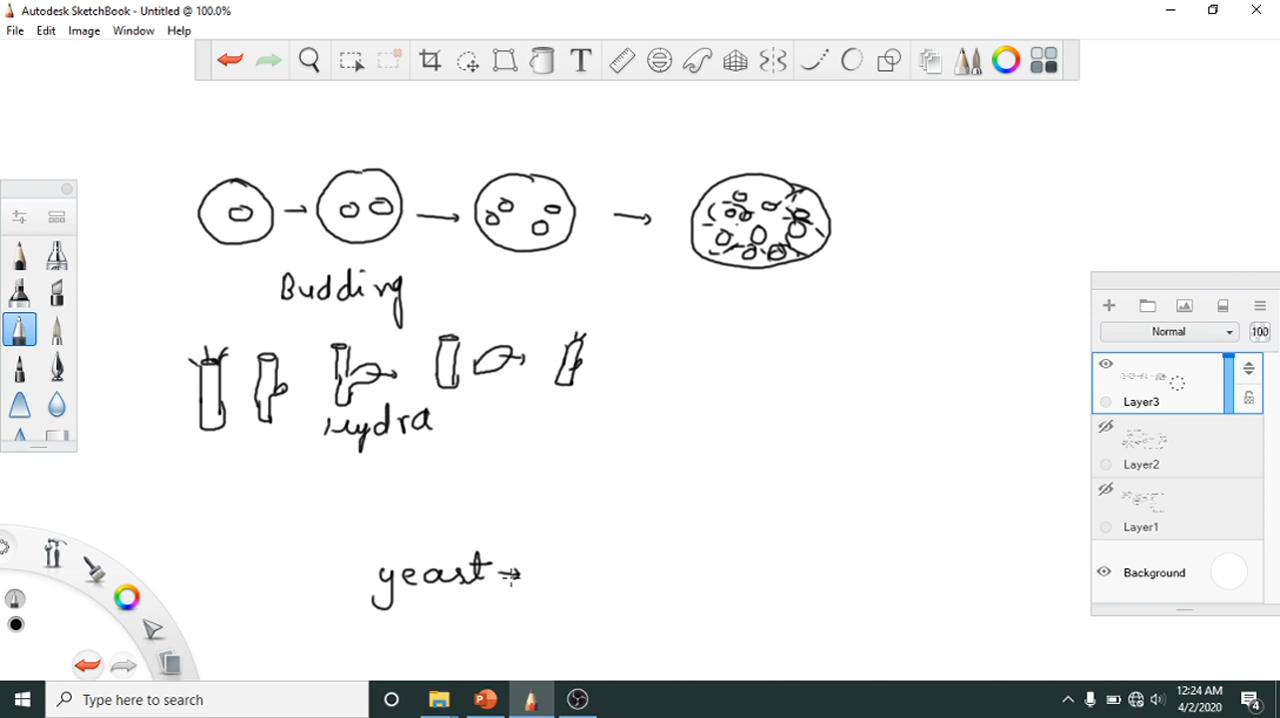 Autodesk SketchBook - Untitled @ 100.0%
File Edit Image Window Help
Budding
Hydra
yeast →
Normal
100
Layer3
Layer2
Layer1
Background
Type here to search
12:24 AM
4/2/2020
4